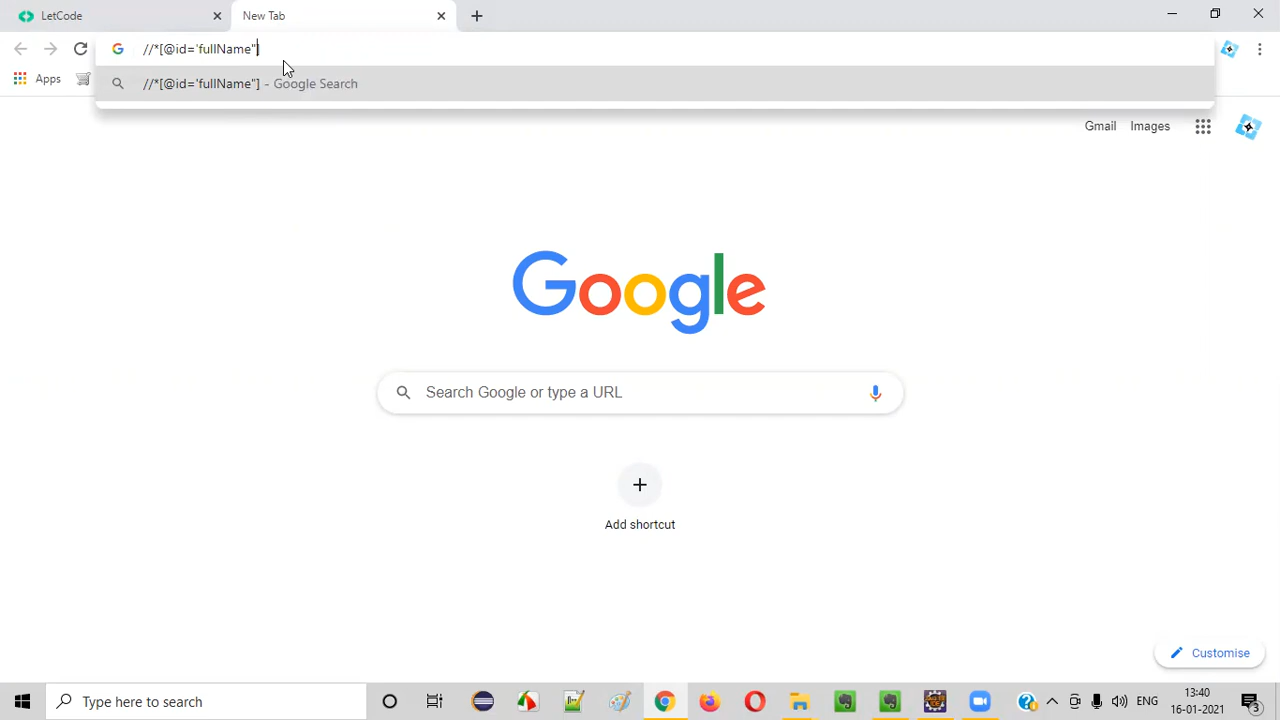 LetCode
New Tab
//*[@id='fullName"]
Apps
//*[@id='fullName"] - Google Search
Gmail Images
Google
Search Google or type a URL
Add shortcut
Customise
Type here to search
ENG
13:40
16-01-2021
3